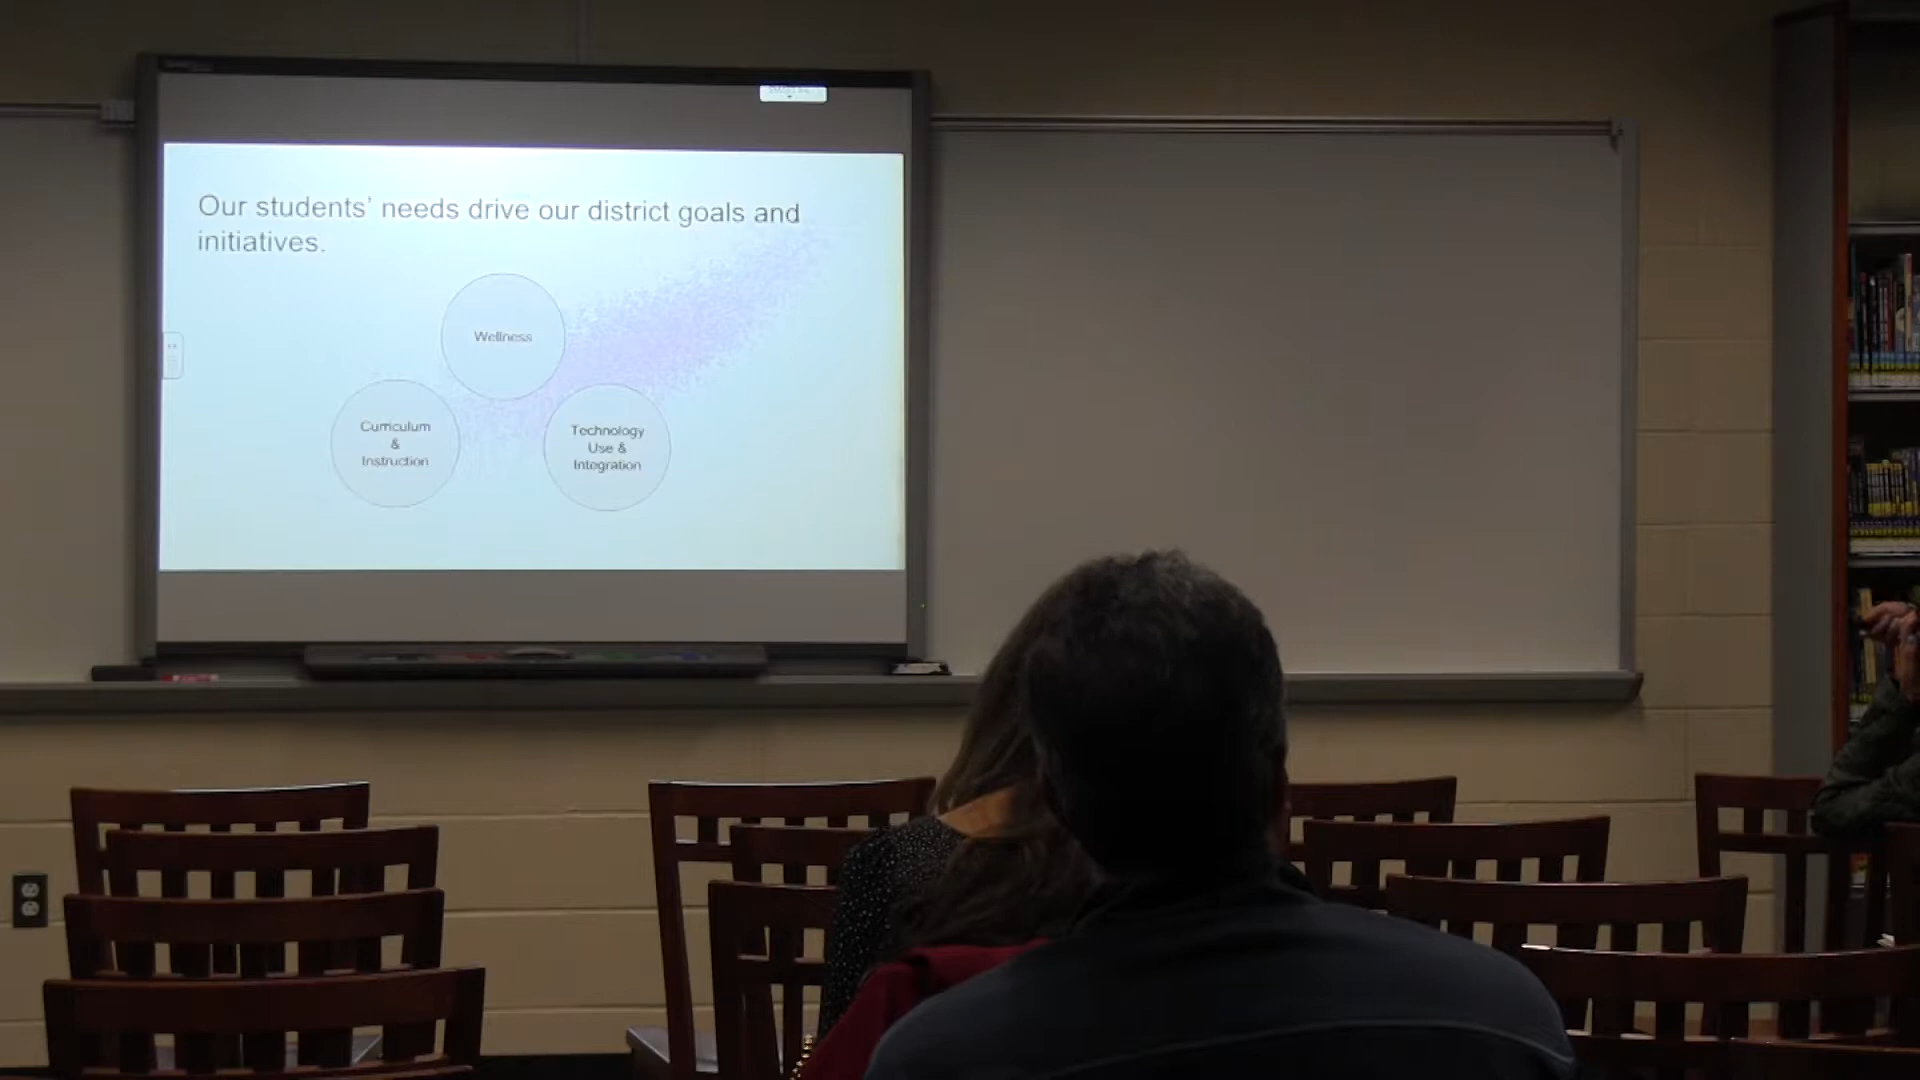 Our students' needs drive our district goals and
initiatives.
Wellness
Curriculum
&
Instruction
Technology
Use &
Integration